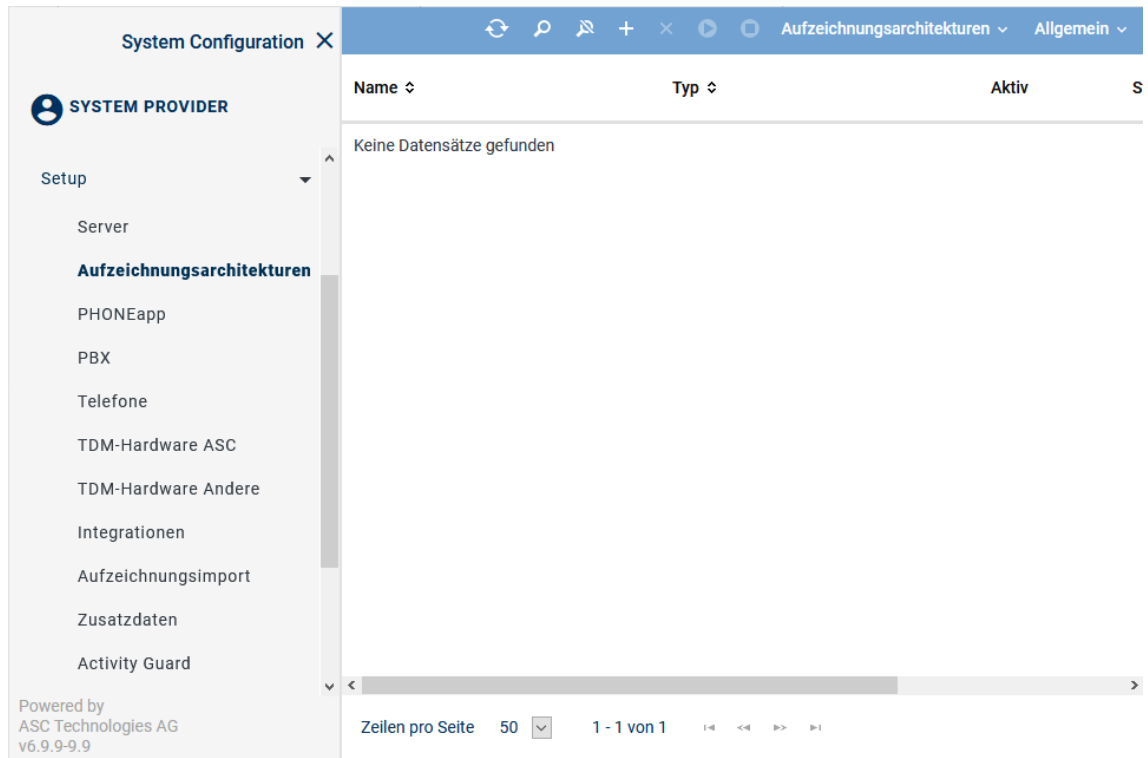 System Configuration
SYSTEM PROVIDER
Setup
Server
Aufzeichnungsarchitekturen
PHONEapp
PBX
Telefone
TDM-Hardware ASC
TDM-Hardware Andere
Integrationen
Aufzeichnungsimport
Zusatzdaten
Activity Guard
Powered by
ASC Technologies AG
v6.9.9-9.9
Aufzeichnungsarchitekturen Allgemein
Name Typ Aktiv S
Keine Datensätze gefunden
Zeilen pro Seite 50 1 - 1 von 1